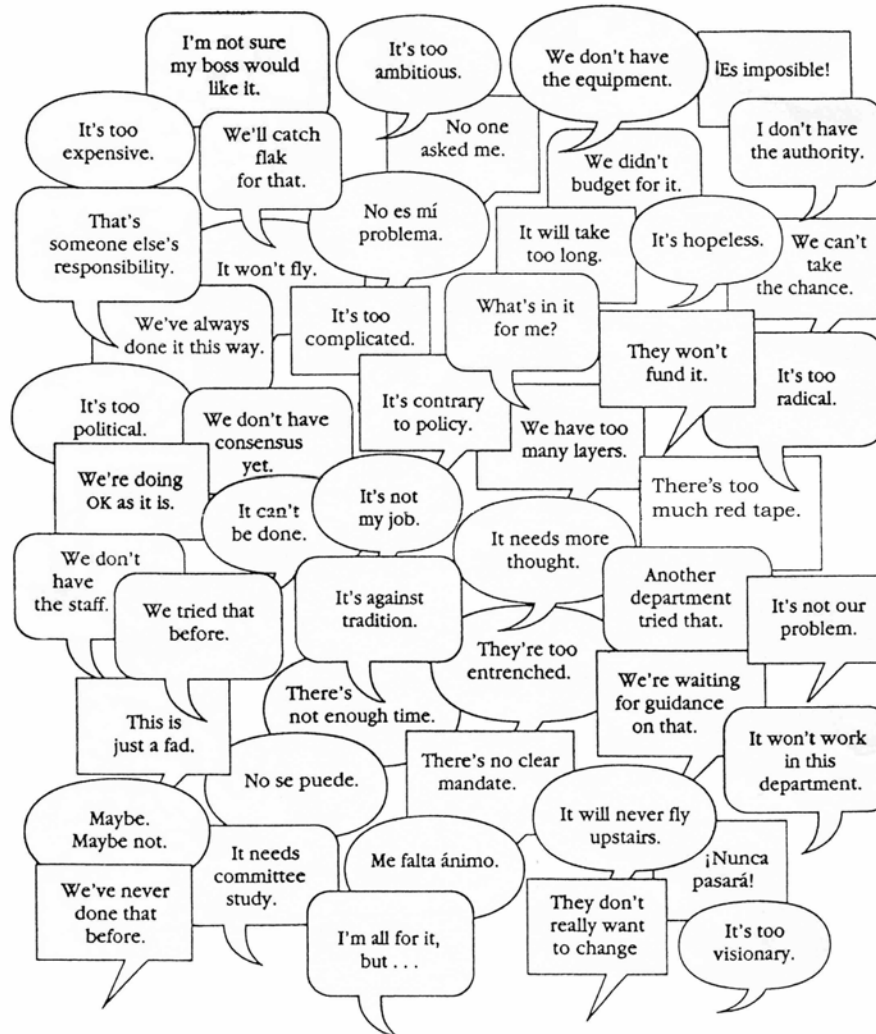 I'm not sure
my boss would
like it.
It's too
ambitious.
We don't have
the equipment.
¡Es imposible!
It's too
expensive.
We'll catch
flak
for that.
No one
asked me.
We didn't
budget for it.
I don't have
the authority.
That's
someone else's
responsibility.
It won't fly.
No es mí
problema.
It will take
too long.
It's hopeless.
We can't
take
the chance.
We've always
done it this way.
It's too
complicated.
What's in it
for me?
They won't
fund it.
It's too
radical.
It's too
political.
We don't have
consensus
yet.
It's contrary
to policy.
We have too
many layers.
We're doing
OK as it is.
It can't
be done.
It's not
my job.
There's too
much red tape.
It needs more
thought.
We don't
have
the staff.
We tried that
before.
It's against
tradition.
Another
department
tried that.
It's not our
problem.
They're too
entrenched.
There's
not enough time.
We're waiting
for guidance
on that.
This is
just a fad.
It won't work
in this
department.
No se puede.
There's no clear
mandate.
It will never fly
upstairs.
Maybe.
Maybe not.
It needs
committee
study.
Me falta ánimo.
¡Nunca
pasará!
We've never
done that
before.
They don't
really want
to change
I'm all for it,
but . . .
It's too
visionary.